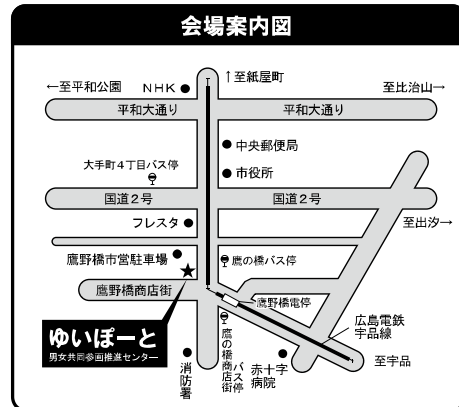 会場案内図
←至平和公園
NHK
↑至紙屋町
至比治山→
平和大通り
平和大通り
中央郵便局
大手町4丁目バス停
市役所
国道2号
国道2号
フレスタ
至出汐→
鷹野橋市営駐車場
鷹の橋バス停
鷹野橋商店街
鷹野橋電停
ゆいぽーと
男女共同参画推進センター
広島電鉄
宇品線
鷹の橋商店街
バス停
消防署
赤十字
病院
至宇品